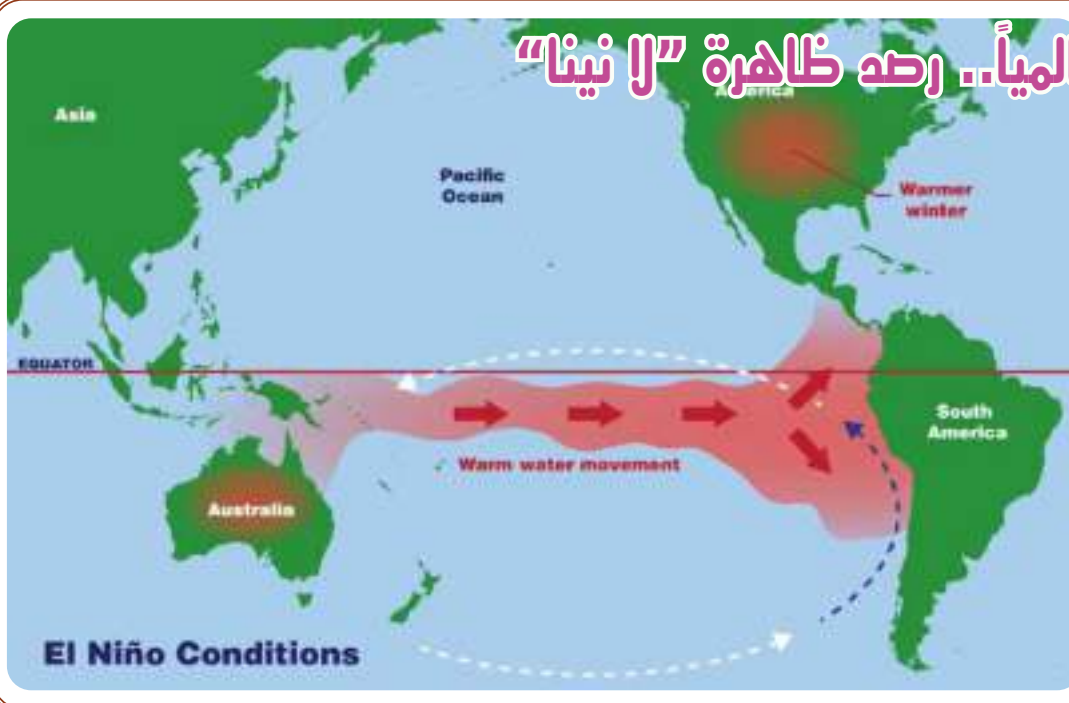 لمياً.. رصد ظاهرة ”لا نينا“
Asia
America
Pacific
Ocean
Warmer
winter
EQUATOR
South
America
Warm water movement
Australia
El Niño Conditions